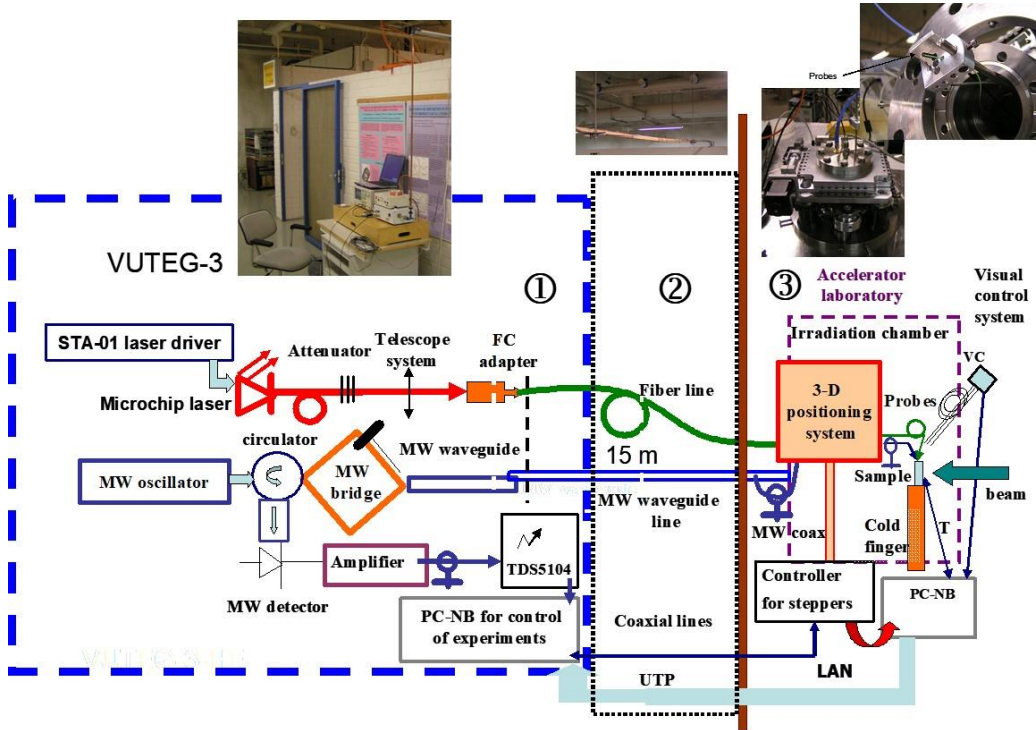 Probes
VUTEG-3
①
②
③
Accelerator
laboratory
Visual
control
system
STA-01 laser driver
Attenuator
Telescope
system
FC
adapter
Irradiation chamber
VC
Microchip laser
Fiber line
3-D
positioning
system
Probes
circulator
MW oscillator
MW
bridge
MW waveguide
15 m
MW waveguide
line
Sample
beam
MW coax
Cold
finger
T
Amplifier
TDS5104
MW detector
PC-NB for control
of experiments
Coaxial lines
Controller
for steppers
PC-NB
UTP
LAN